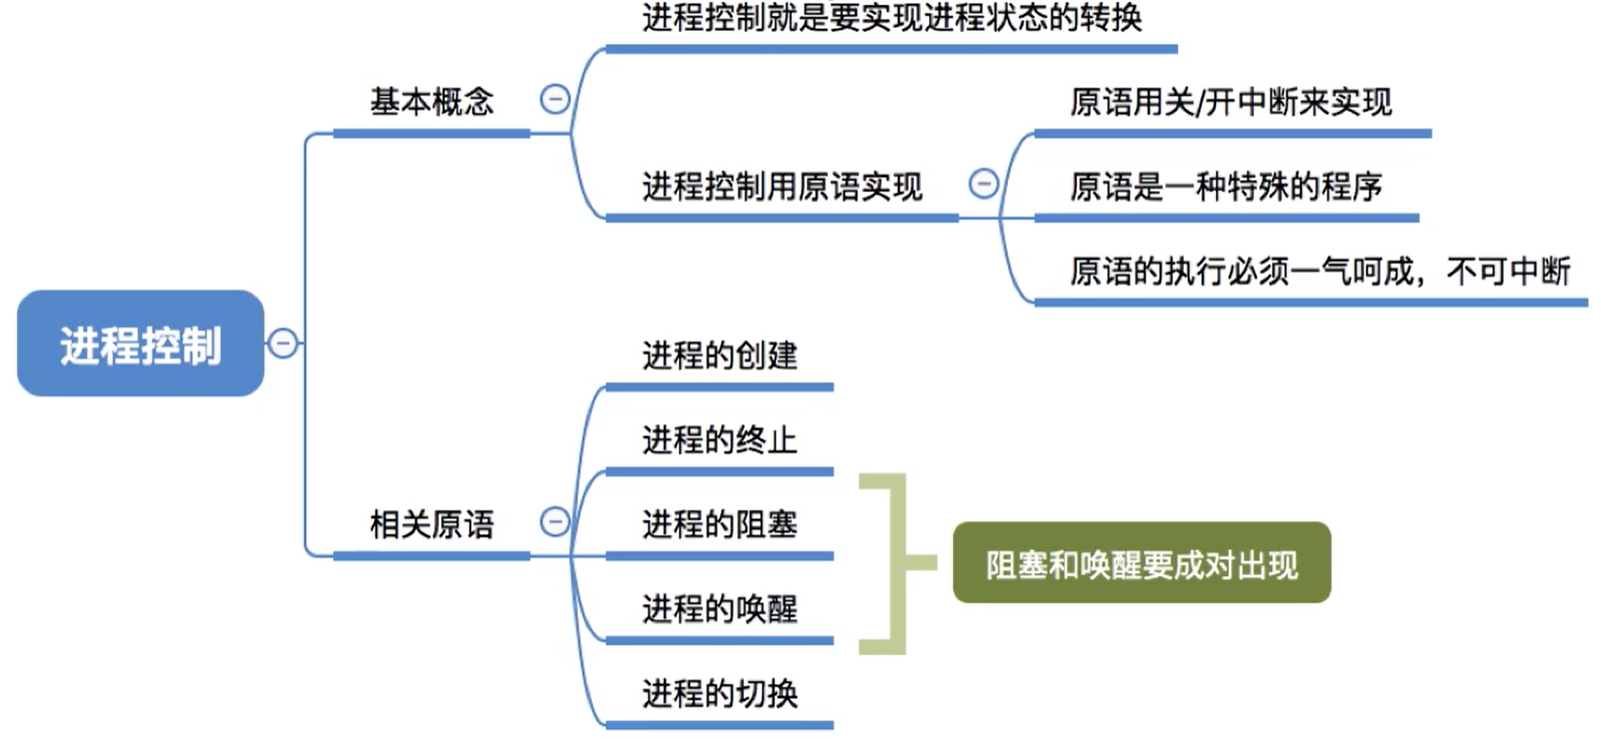 进程控制
基本概念
进程控制就是要实现进程状态的转换
进程控制用原语实现
原语用关/开中断来实现
原语是一种特殊的程序
原语的执行必须一气呵成，不可中断
相关原语
进程的创建
进程的终止
进程的阻塞
进程的唤醒
进程的切换
阻塞和唤醒要成对出现